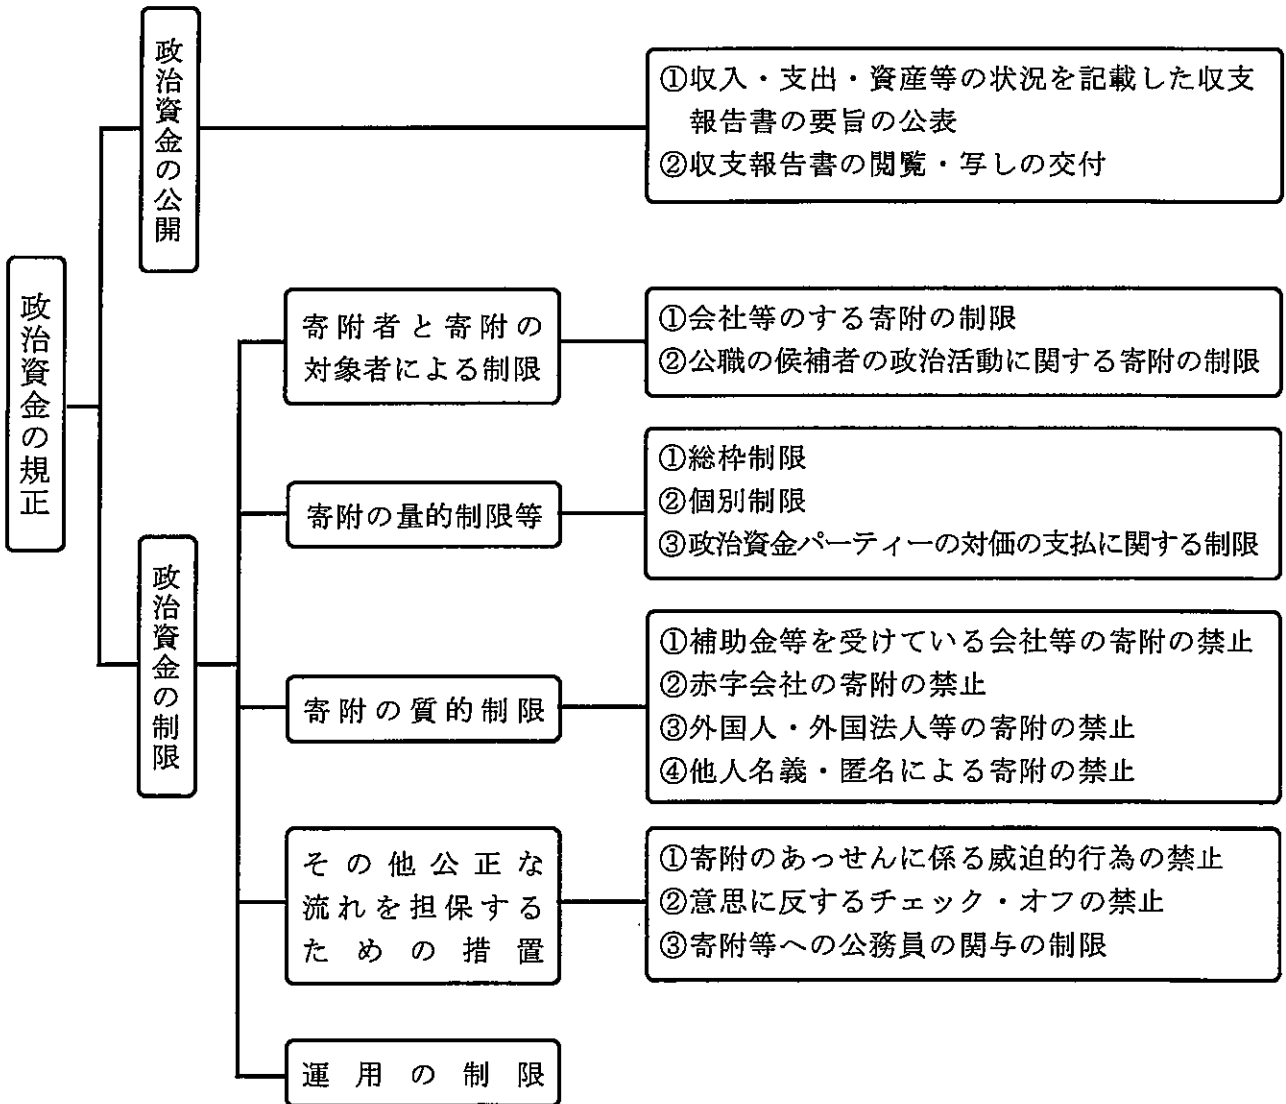 政治資金の規正
政治資金の公開
①収入・支出・資産等の状況を記載した収支
報告書の要旨の公表
②収支報告書の閲覧・写しの交付
政治資金の制限
寄附者と寄附の
対象者による制限
①会社等のする寄附の制限
②公職の候補者の政治活動に関する寄附の制限
寄附の量的制限等
①総枠制限
②個別制限
③政治資金パーティーの対価の支払に関する制限
寄附の質的制限
①補助金等を受けている会社等の寄附の禁止
②赤字会社の寄附の禁止
③外国人・外国法人等の寄附の禁止
④他人名義・匿名による寄附の禁止
その他公正な
流れを担保する
ための措置
①寄附のあっせんに係る威迫的行為の禁止
②意思に反するチェック・オフの禁止
③寄附等への公務員の関与の制限
運用の制限